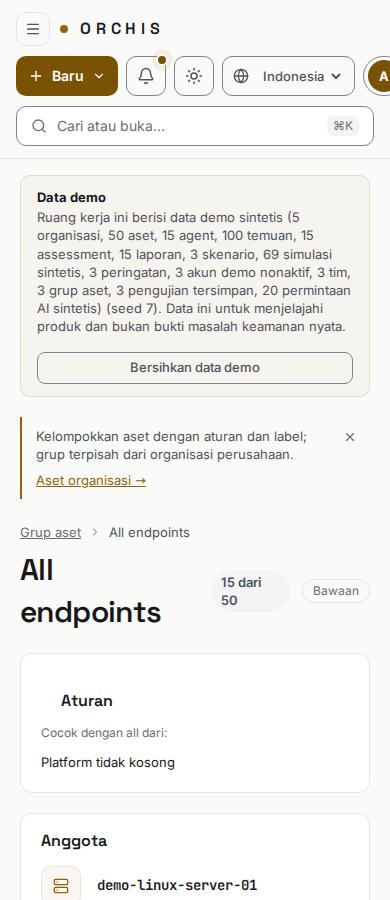 ORCHIS
Baru
Indonesia
A
Cari atau buka...
⌘K
Data demo
Ruang kerja ini berisi data demo sintetis (5
organisasi, 50 aset, 15 agent, 100 temuan, 15
assessment, 15 laporan, 3 skenario, 69 simulasi
sintetis, 3 peringatan, 3 akun demo nonaktif, 3 tim,
3 grup aset, 3 pengujian tersimpan, 20 permintaan
AI sintetis) (seed 7). Data ini untuk menjelajahi
produk dan bukan bukti masalah keamanan nyata.
Bersihkan data demo
Kelompokkan aset dengan aturan dan label;
grup terpisah dari organisasi perusahaan.
Aset organisasi →
Grup aset > All endpoints
All
endpoints
15 dari
50
Bawaan
Aturan
Cocok dengan all dari:
Platform tidak kosong
Anggota
demo-linux-server-01